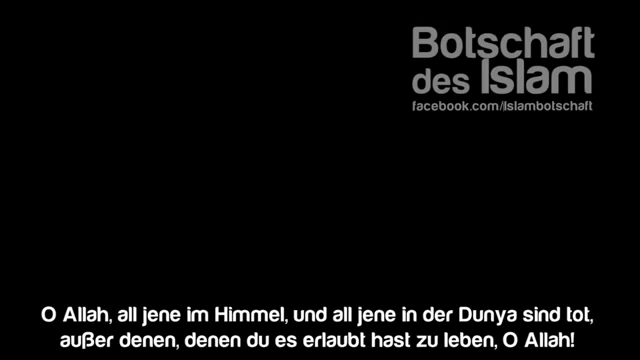 Botschaft
des Islam
facebook.com/Islambotschaft
O Allah, all jene im Himmel, und all jene in der Dunya sind tot,
außer denen, denen du es erlaubt hast zu leben, O Allah!